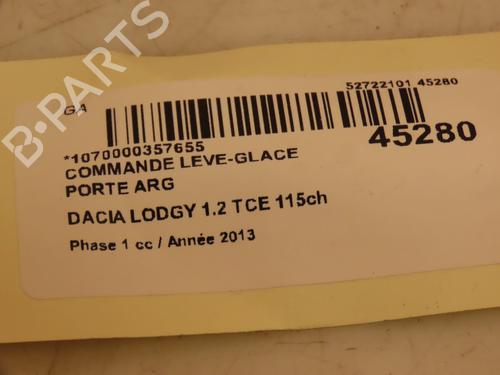 B-PARTS
GA
52722101 45280
*1070000357655
45280
COMMANDE LEVE-GLACE
PORTE ARG
DACIA LODGY 1.2 TCE 115ch
Phase 1 cc / Année 2013